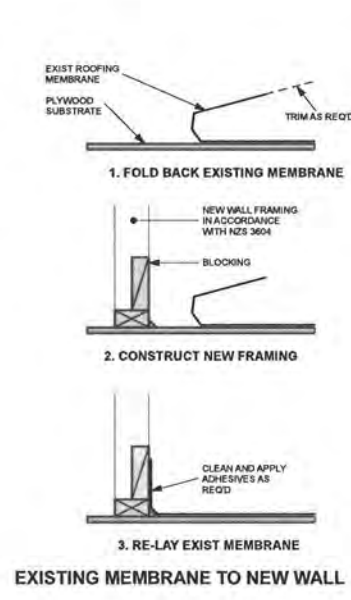 EXIST ROOFING
MEMBRANE
PLYWOOD
SUBSTRATE
TRIM AS REQ'D
1. FOLD BACK EXISTING MEMBRANE
NEW WALL FRAMING
IN ACCORDANCE
WITH NZS 3604
BLOCKING
2. CONSTRUCT NEW FRAMING
CLEAN AND APPLY
ADHESIVES AS
REQ'D
3. RE-LAY EXIST MEMBRANE
EXISTING MEMBRANE TO NEW WALL